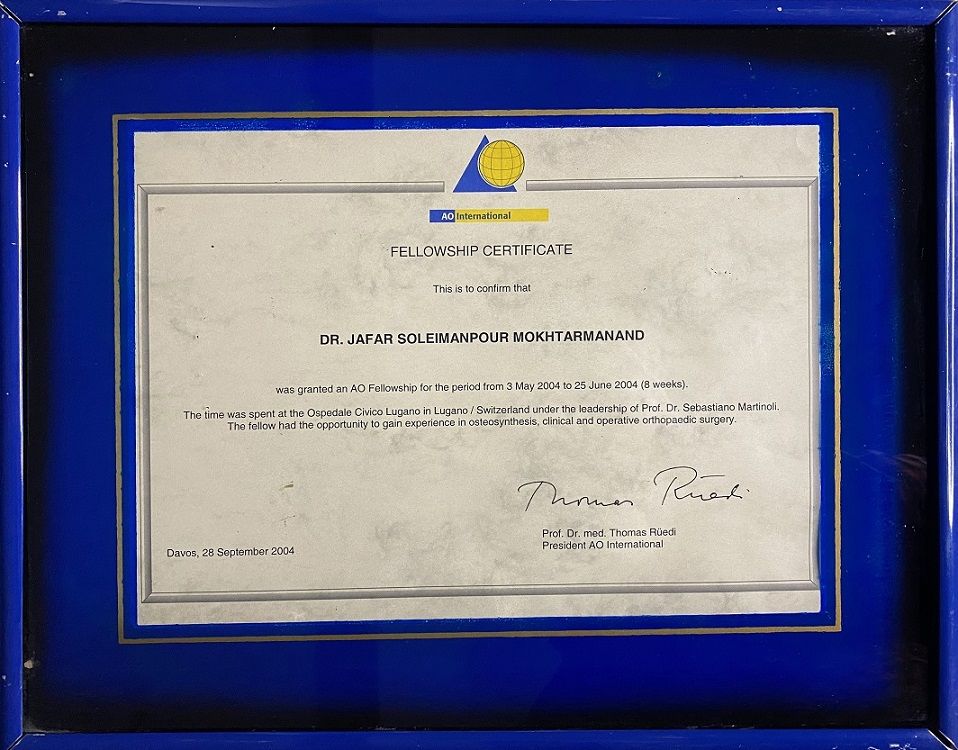 AO International
FELLOWSHIP CERTIFICATE
This is to confirm that
DR. JAFAR SOLEIMANPOUR MOKHTARMANAND
was granted an AO Fellowship for the period from 3 May 2004 to 25 June 2004 (8 weeks).
The time was spent at the Ospedale Civico Lugano in Lugano / Switzerland under the leadership of Prof. Dr. Sebastiano Martinoli.
The fellow had the opportunity to gain experience in osteosynthesis, clinical and operative orthopaedic surgery.
Thomas Rüedi
Prof. Dr. med. Thomas Rüedi
President AO International
Davos, 28 September 2004